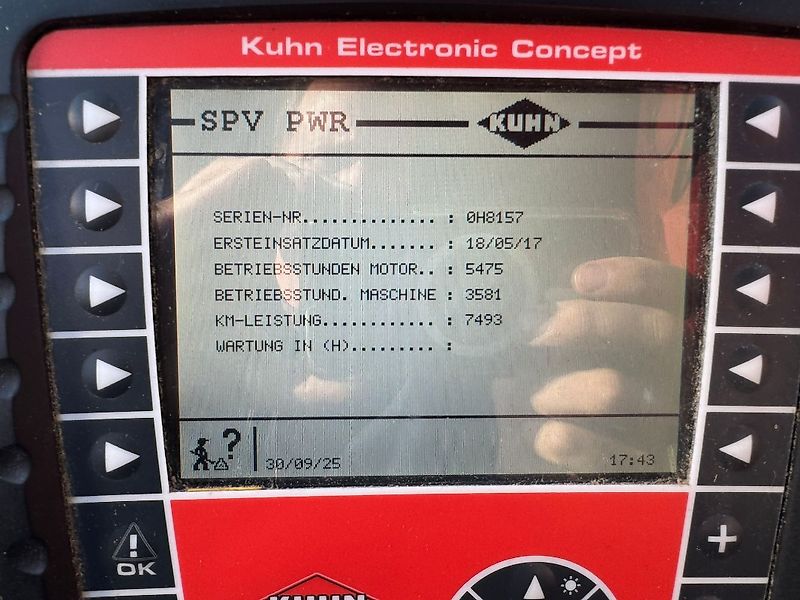 Kuhn Electronic Concept
SPV PWR
KUHN
SERIEN-NR.............. : 0H8157
ERSTEINSATZDATUM....... : 18/05/17
BETRIEBSSTUNDEN MOTOR.. : 5475
BETRIEBSSTUND. MASCHINE : 3581
KM-LEISTUNG............ : 7493
WARTUNG IN (H)......... :
?
30/09/25
17:43
!
OK
+
KUHN